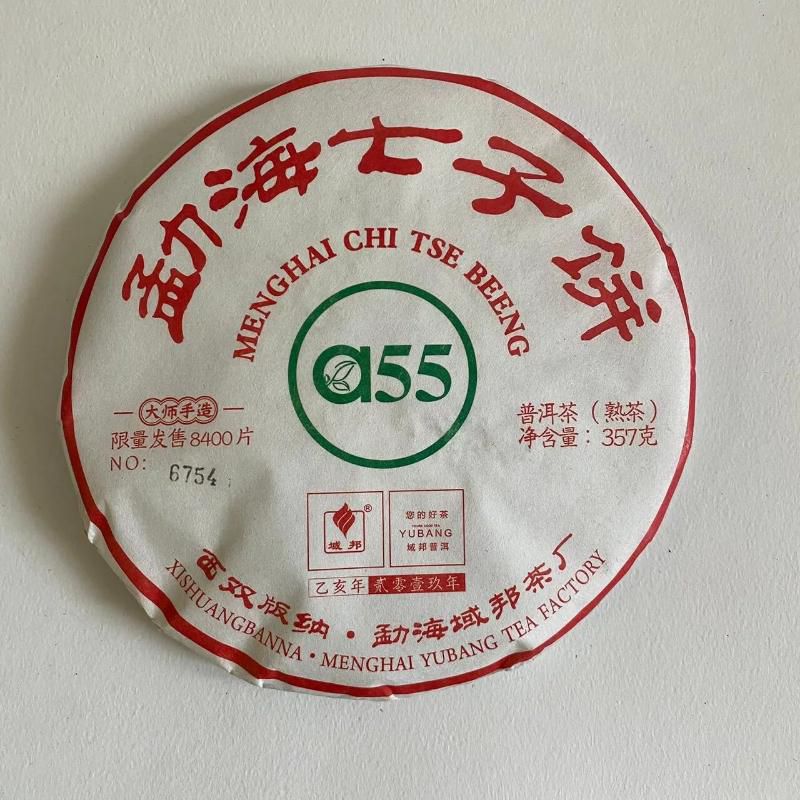 勐海七子饼
MENGHAI CHI TSE BEENG
a55
大师手造
限量发售8400片
NO: 6754
普洱茶（熟茶）
净含量：357克
®
域邦
您的好茶
YOURS GOOD TEA
YUBANG
域邦普洱
乙亥年 贰零壹玖年
西双版纳·勐海域邦茶厂
XISHUANGBANNA·MENGHAI YUBANG TEA FACTORY